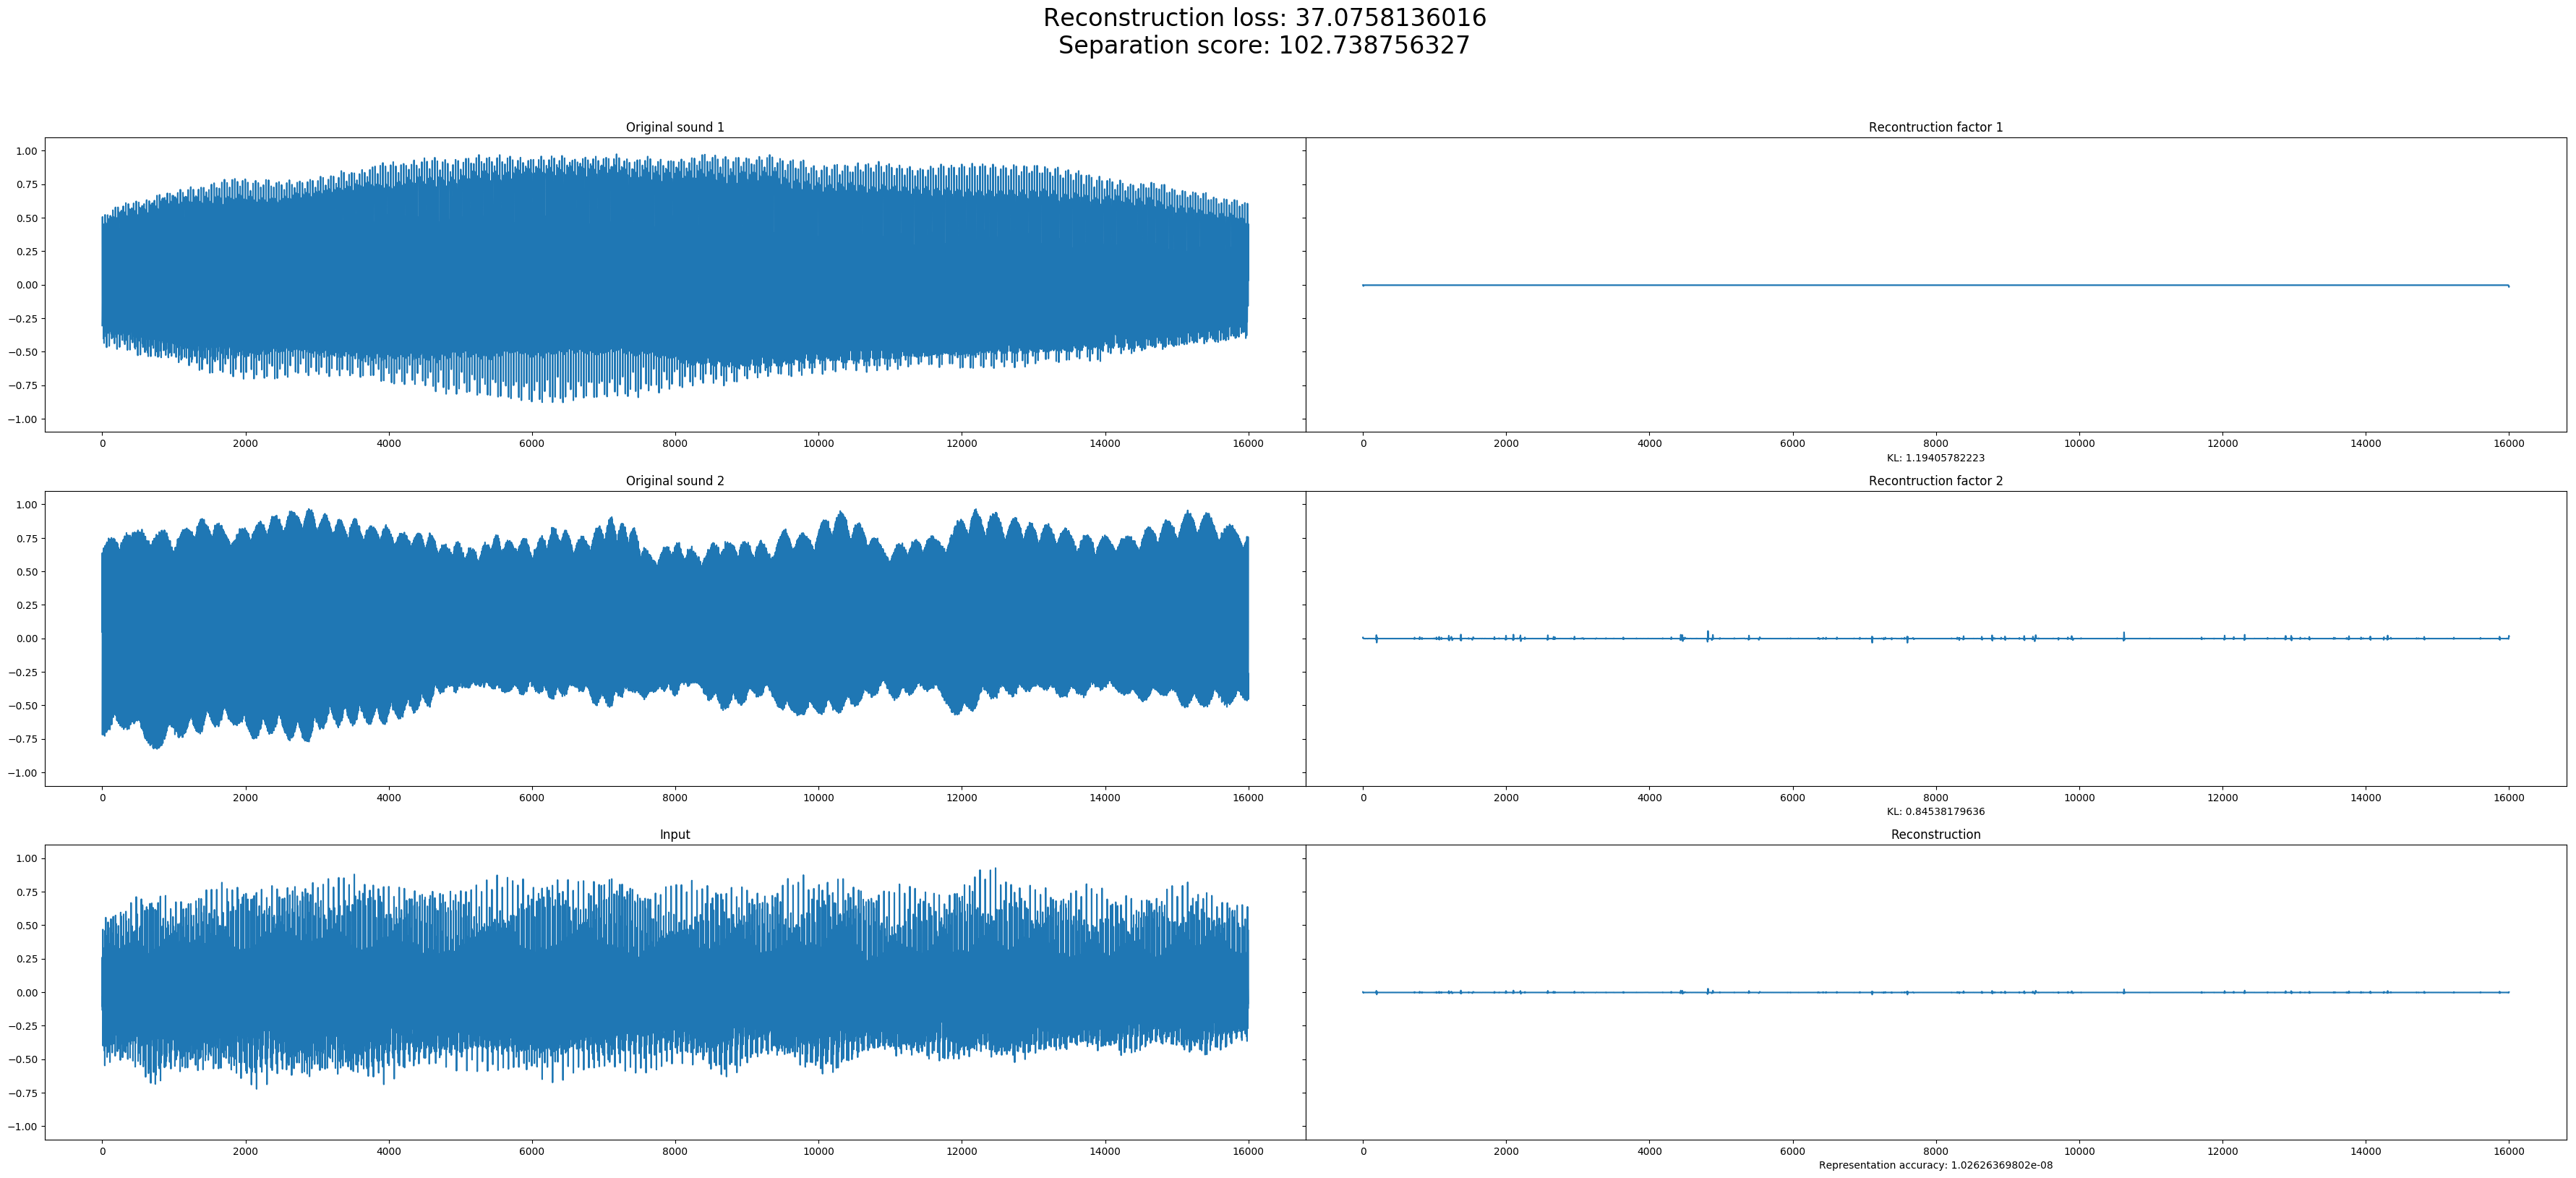 Reconstruction loss: 37.0758136016
Separation score: 102.738756327
Original sound 1
Recontruction factor 1
1.00
0.75
0.50
0.25
0.00
−0.25
−0.50
−0.75
−1.00
0 2000 4000 6000 8000 10000 12000 14000 16000
0 2000 4000 6000 8000 10000 12000 14000 16000
KL: 1.19405782223
Original sound 2
Recontruction factor 2
1.00
0.75
0.50
0.25
0.00
−0.25
−0.50
−0.75
−1.00
0 2000 4000 6000 8000 10000 12000 14000 16000
0 2000 4000 6000 8000 10000 12000 14000 16000
KL: 0.84538179636
Input
Reconstruction
1.00
0.75
0.50
0.25
0.00
−0.25
−0.50
−0.75
−1.00
0 2000 4000 6000 8000 10000 12000 14000 16000
0 2000 4000 6000 8000 10000 12000 14000 16000
Representation accuracy: 1.02626369802e-08